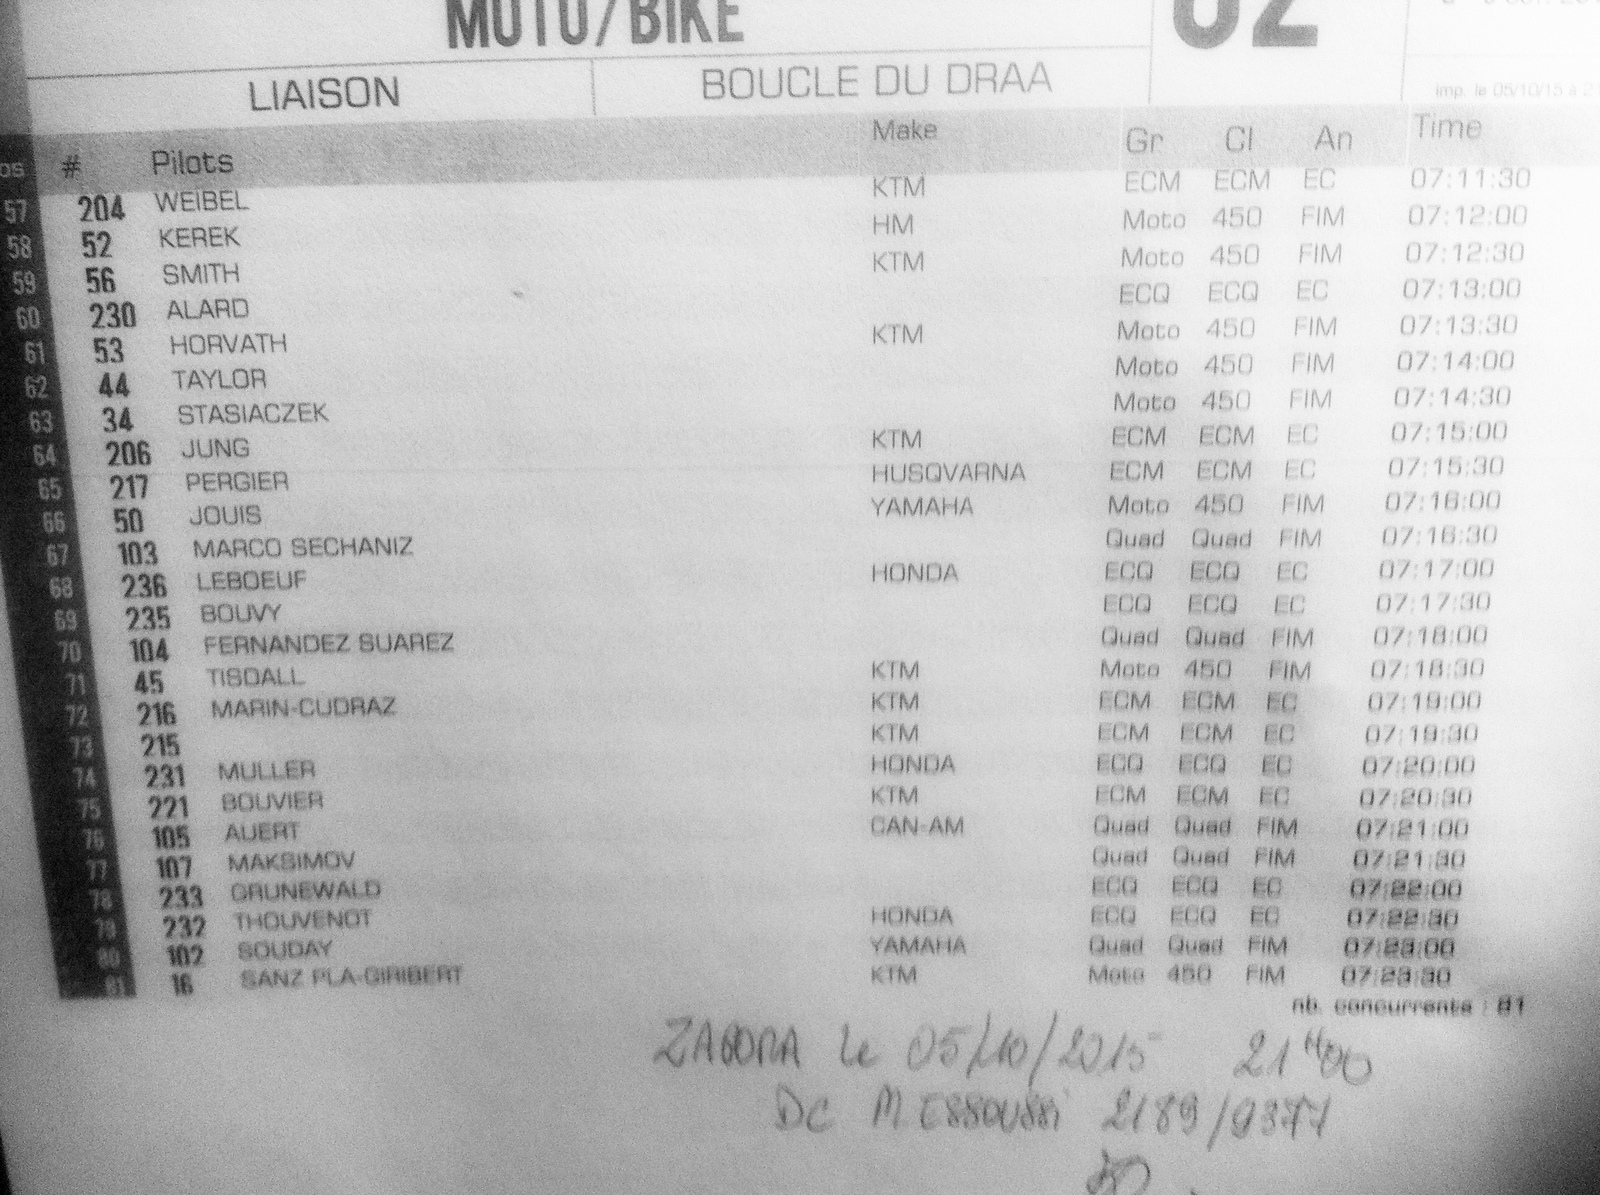 MOTO/BIKE 02
LIAISON BOUCLE DU DRAA imp. le 05/10/15 à
# Pilots Make Gr Cl An Time
57 204 WEIBEL KTM ECM ECM EC 07:11:30
58 52 KEREK HM Moto 450 FIM 07:12:00
59 56 SMITH KTM Moto 450 FIM 07:12:30
60 230 ALARD ECQ ECQ EC 07:13:00
61 53 HORVATH KTM Moto 450 FIM 07:13:30
62 44 TAYLOR Moto 450 FIM 07:14:00
63 34 STASIACZEK Moto 450 FIM 07:14:30
64 206 JUNG KTM ECM ECM EC 07:15:00
65 217 PERGIER HUSQVARNA ECM ECM EC 07:15:30
66 50 JOUIS YAMAHA Moto 450 FIM 07:16:00
67 103 MARCO SECHANIZ Quad Quad FIM 07:16:30
68 236 LEBOEUF HONDA ECQ ECQ EC 07:17:00
69 235 BOUVY ECQ ECQ EC 07:17:30
70 104 FERNANDEZ SUAREZ Quad Quad FIM 07:18:00
71 45 TISDALL KTM Moto 450 FIM 07:18:30
72 216 MARIN-CUDRAZ KTM ECM ECM EC 07:19:00
73 215 KTM ECM ECM EC 07:19:30
74 231 MULLER HONDA ECQ ECQ EC 07:20:00
75 221 BOUVIER KTM ECM ECM EC 07:20:30
76 105 AUERT CAN-AM Quad Quad FIM 07:21:00
77 107 MAKSIMOV Quad Quad FIM 07:21:30
78 233 GRUNEWALD ECQ ECQ EC 07:22:00
79 232 THOUVENOT HONDA ECQ ECQ EC 07:22:30
80 102 SOUDAY YAMAHA Quad Quad FIM 07:23:00
81 16 SANZ PLA-GIRIBERT KTM Moto 450 FIM 07:23:30
nb. concurrents : 81
ZAGORA le 05/10/2015 21H00
DC MESSOUSSI 2189/9377